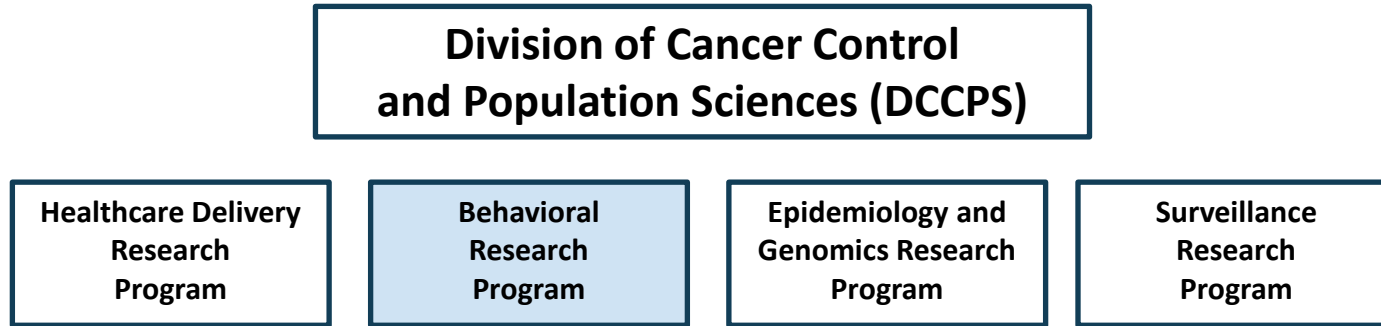 Division of Cancer Control
and Population Sciences (DCCPS)
Healthcare Delivery
Research
Program
Behavioral
Research
Program
Epidemiology and
Genomics Research
Program
Surveillance
Research
Program